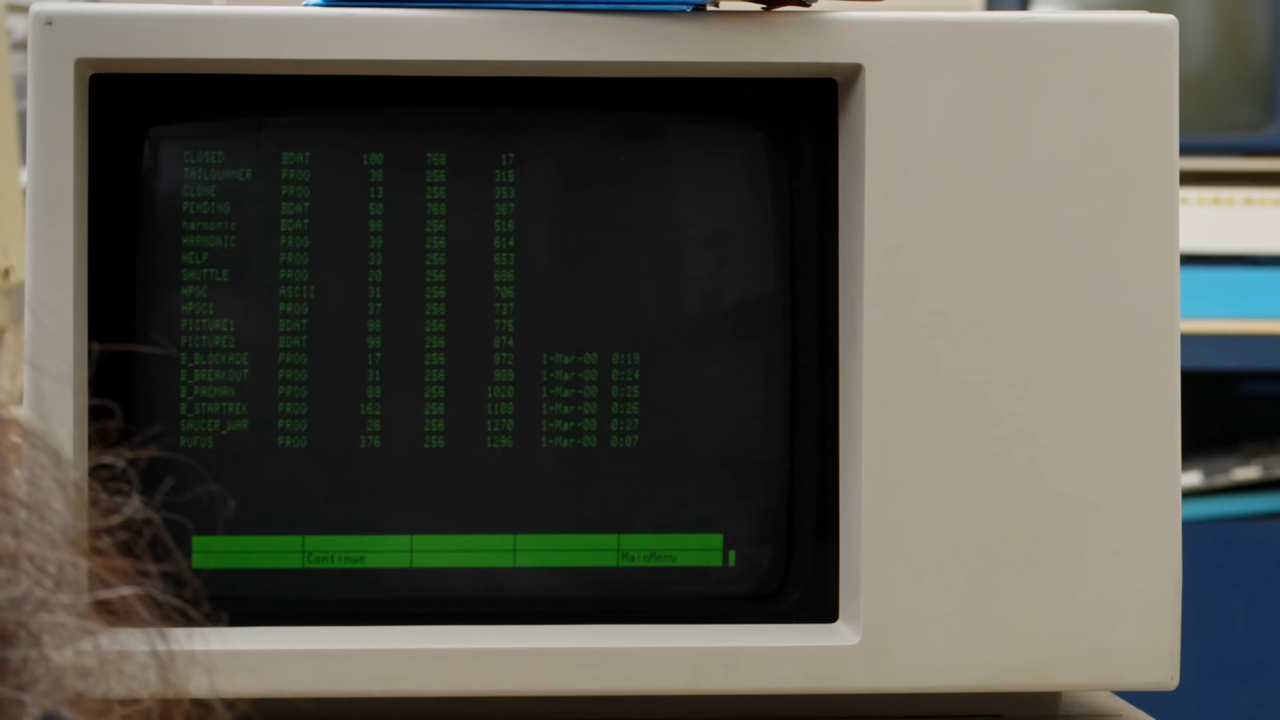 CLOSED BDAT 100 768 17
TAILGUNNER PROG 38 256 315
CLONE PROG 13 256 353
PENDING BDAT 50 768 367
harmonic BDAT 98 256 516
HARMONIC PROG 39 256 614
HELP PROG 33 256 653
SHUTTLE PROG 20 256 686
HPGC ASCII 31 256 706
HPGC1 PROG 37 256 737
PICTURE1 BDAT 98 256 775
PICTURE2 BDAT 98 256 874
B_BLOCKADE PROG 17 256 972 1-Mar-00 0:19
B_BREAKOUT PROG 31 256 989 1-Mar-00 0:24
B_PACMAN PROG 88 256 1020 1-Mar-00 0:25
B_STARTREK PROG 162 256 1108 1-Mar-00 0:26
SAUCER_WAR PROG 26 256 1270 1-Mar-00 0:27
RUFUS PROG 376 256 1296 1-Mar-00 0:07
Continue MainMenu